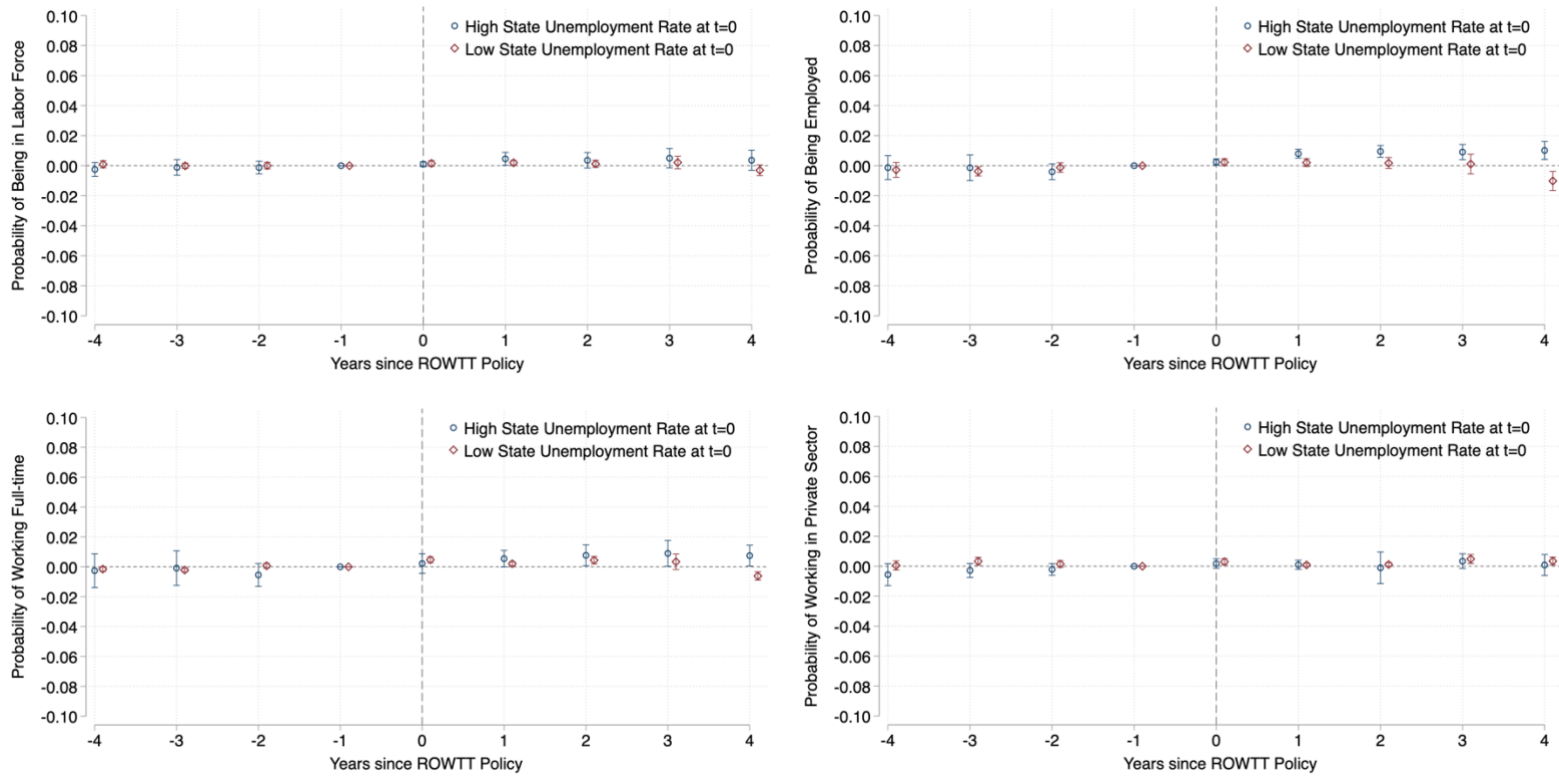 Probability of Being in Labor Force
0.10
0.08
0.06
0.04
0.02
0.00
-0.02
-0.04
-0.06
-0.08
-0.10
High State Unemployment Rate at t=0
Low State Unemployment Rate at t=0
-4 -3 -2 -1 0 1 2 3 4
Years since ROWTT Policy
Probability of Being Employed
0.10
0.08
0.06
0.04
0.02
0.00
-0.02
-0.04
-0.06
-0.08
-0.10
High State Unemployment Rate at t=0
Low State Unemployment Rate at t=0
-4 -3 -2 -1 0 1 2 3 4
Years since ROWTT Policy
Probability of Working Full-time
0.10
0.08
0.06
0.04
0.02
0.00
-0.02
-0.04
-0.06
-0.08
-0.10
High State Unemployment Rate at t=0
Low State Unemployment Rate at t=0
-4 -3 -2 -1 0 1 2 3 4
Years since ROWTT Policy
Probability of Working in Private Sector
0.10
0.08
0.06
0.04
0.02
0.00
-0.02
-0.04
-0.06
-0.08
-0.10
High State Unemployment Rate at t=0
Low State Unemployment Rate at t=0
-4 -3 -2 -1 0 1 2 3 4
Years since ROWTT Policy